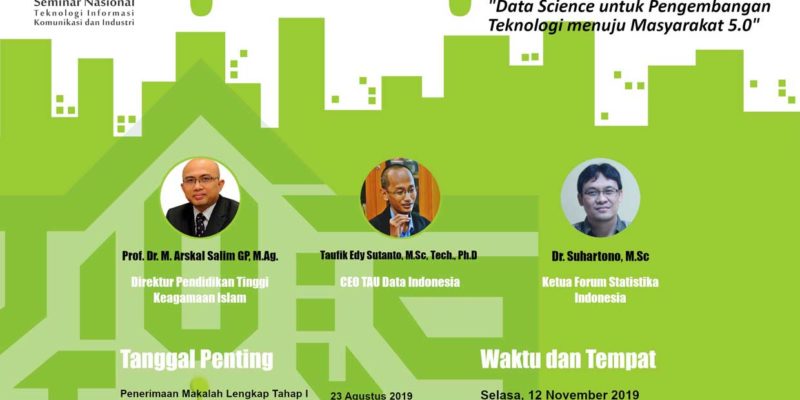 Seminar Nasional
Teknologi Informasi
Komunikasi dan Industri
"Data Science untuk Pengembangan
Teknologi menuju Masyarakat 5.0"
Prof. Dr. M. Arskal Salim GP, M.Ag.
Direktur Pendidikan Tinggi
Keagamaan Islam
Taufik Edy Sutanto, M.Sc, Tech., Ph.D
CEO TAU Data Indonesia
Dr. Suhartono, M.Sc
Ketua Forum Statistika
Indonesia
Tanggal Penting
Penerimaan Makalah Lengkap Tahap I
23 Agustus 2019
Waktu dan Tempat
Selasa, 12 November 2019